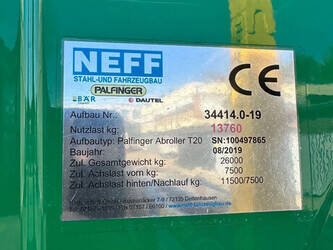 NEFF
STAHL-UND FAHRZEUGBAU
PALFINGER
BÄR DAUTEL
CE
Aufbau Nr.: 34414.0-19
Nutzlast kg: 13760
Aufbautyp: Palfinger Abroller T20 SN:100497865
Baujahr: 08/2019
Zul. Gesamtgewicht kg: 26000
Zul. Achslast vorn kg: 7500
Zul. Achslast hinten/Nachlauf kg: 11500/7500
72135 Dettenhausen